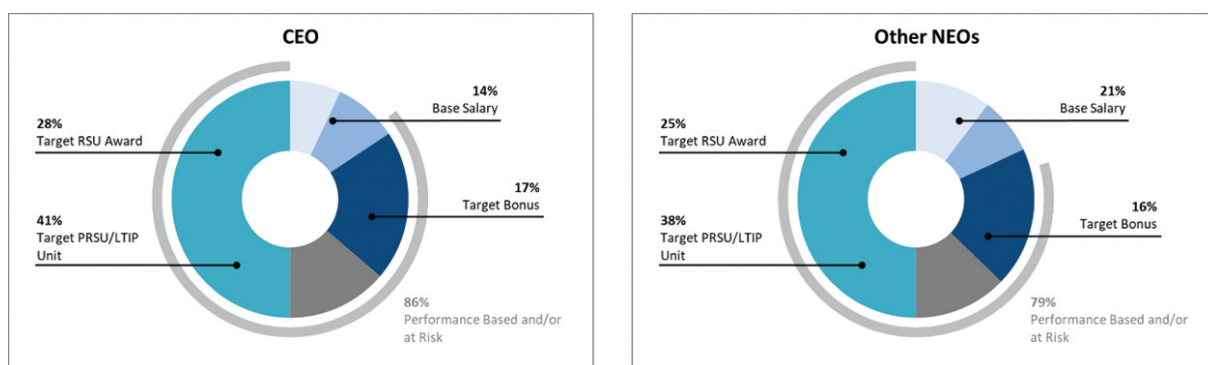 CEO
14%
Base Salary
28%
Target RSU Award
17%
Target Bonus
41%
Target PRSU/LTIP
Unit
86%
Performance Based and/or
at Risk
Other NEOs
21%
Base Salary
25%
Target RSU Award
16%
Target Bonus
38%
Target PRSU/LTIP
Unit
79%
Performance Based and/or
at Risk